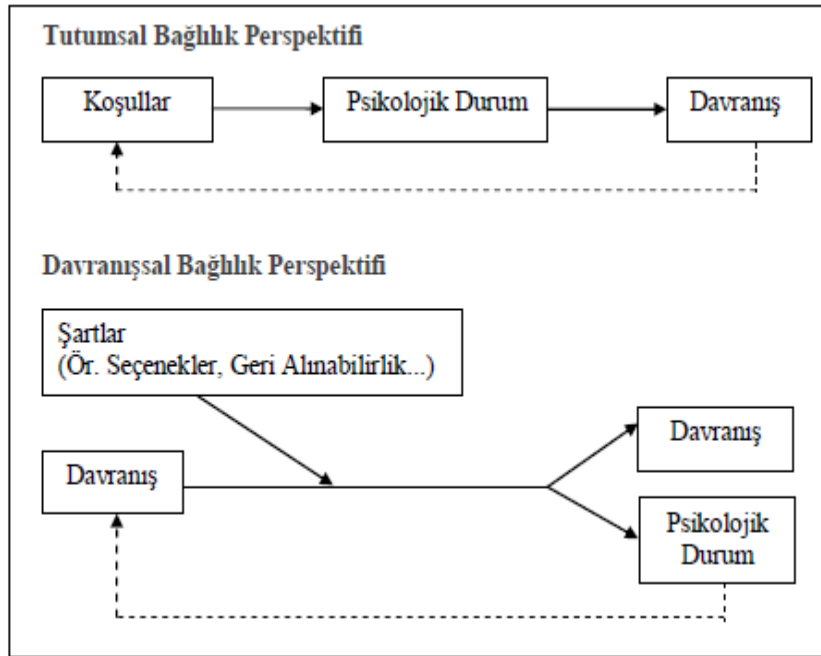 Tutumsal Bağlılık Perspektifi
Koşullar
Psikolojik Durum
Davranış
Davranışsal Bağlılık Perspektifi
Şartlar
(Ör. Seçenekler, Geri Alınabilirlik...)
Davranış
Davranış
Psikolojik
Durum